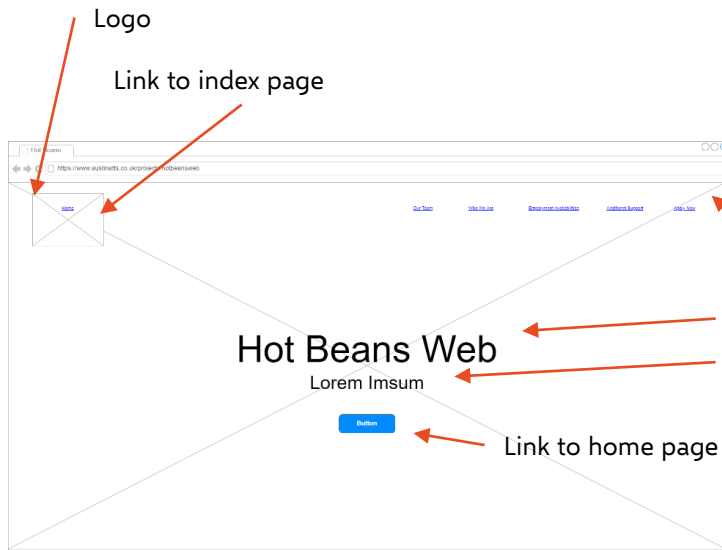 Logo
Link to index page
Hot Beans
https://www.austinatts.co.uk/projects/hotbeansweb
Home Our Team Who We Are Employment Availabilities Additional Support Apply Now
Hot Beans Web
Lorem Imsum
Button
Link to home page